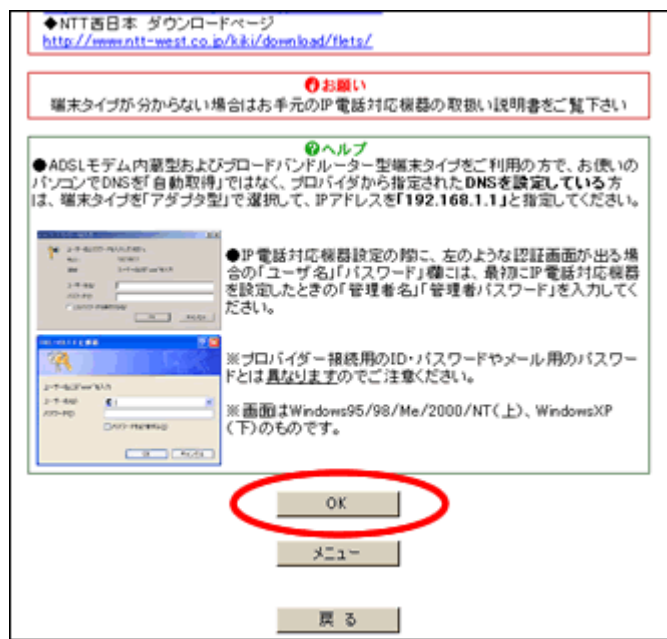 ◆NTT西日本 ダウンロードページ
http://www.ntt-west.co.jp/kiki/download/flets/
お願い
端末タイプが分からない場合はお手元のIP電話対応機器の取扱い説明書をご覧下さい
?ヘルプ
●ADSLモデム内蔵型およびブロードバンドルーター型端末タイプをご利用の方で、お使いの
パソコンでDNSを「自動取得」ではなく、プロバイダから指定されたDNSを設定している方
は、端末タイプを「アダプタ型」で選択して、IPアドレスを「192.168.1.1」と指定してください。
●IP電話対応機器設定の際に、左のような認証画面が出る場
合の「ユーザ名」「パスワード」欄には、最初にIP電話対応機器
を設定したときの「管理者名」「管理者パスワード」を入力してく
ださい。
※プロバイダー接続用のID・パスワードやメール用のパスワー
ドとは異なりますのでご注意ください。
※画面はWindows95/98/Me/2000/NT(上)、WindowsXP
(下)のものです。
OK
メニュー
戻 る